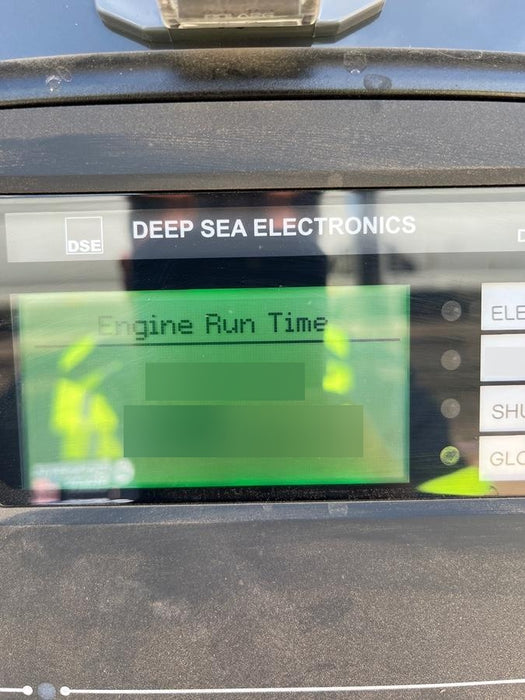 DSE
DEEP SEA ELECTRONICS
Engine Run Time
ELE
SHU
GLO